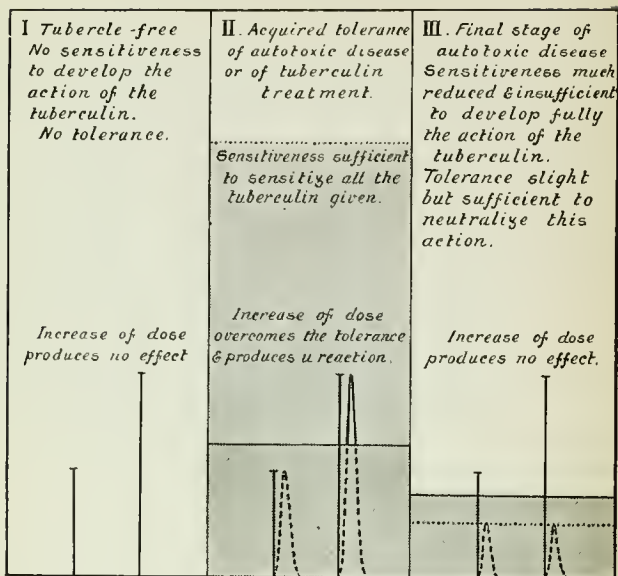 I Tubercle-free
No sensitiveness
to develop the
action of the
tuberculin.
No tolerance.
Increase of dose
produces no effect
II. Acquired tolerance
of autotoxic disease
or of tuberculin
treatment.
Sensitiveness sufficient
to sensitize all the
tuberculin given.
Increase of dose
overcomes the tolerance
& produces a reaction.
III. Final stage of
autotoxic disease
Sensitiveness much
reduced & insufficient
to develop fully
the action of the
tuberculin.
Tolerance slight
but sufficient to
neutralize this
action.
Increase of dose
produces no effect.